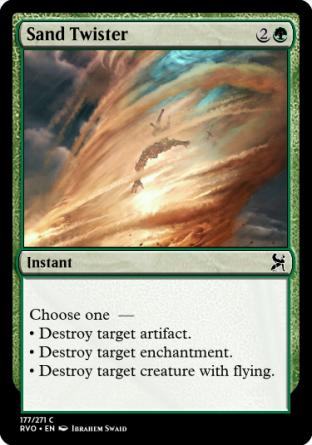 Sand Twister 2
Instant
Choose one —
• Destroy target artifact.
• Destroy target enchantment.
• Destroy target creature with flying.
177/271 C
RVO • EN Ibrahem Swaid